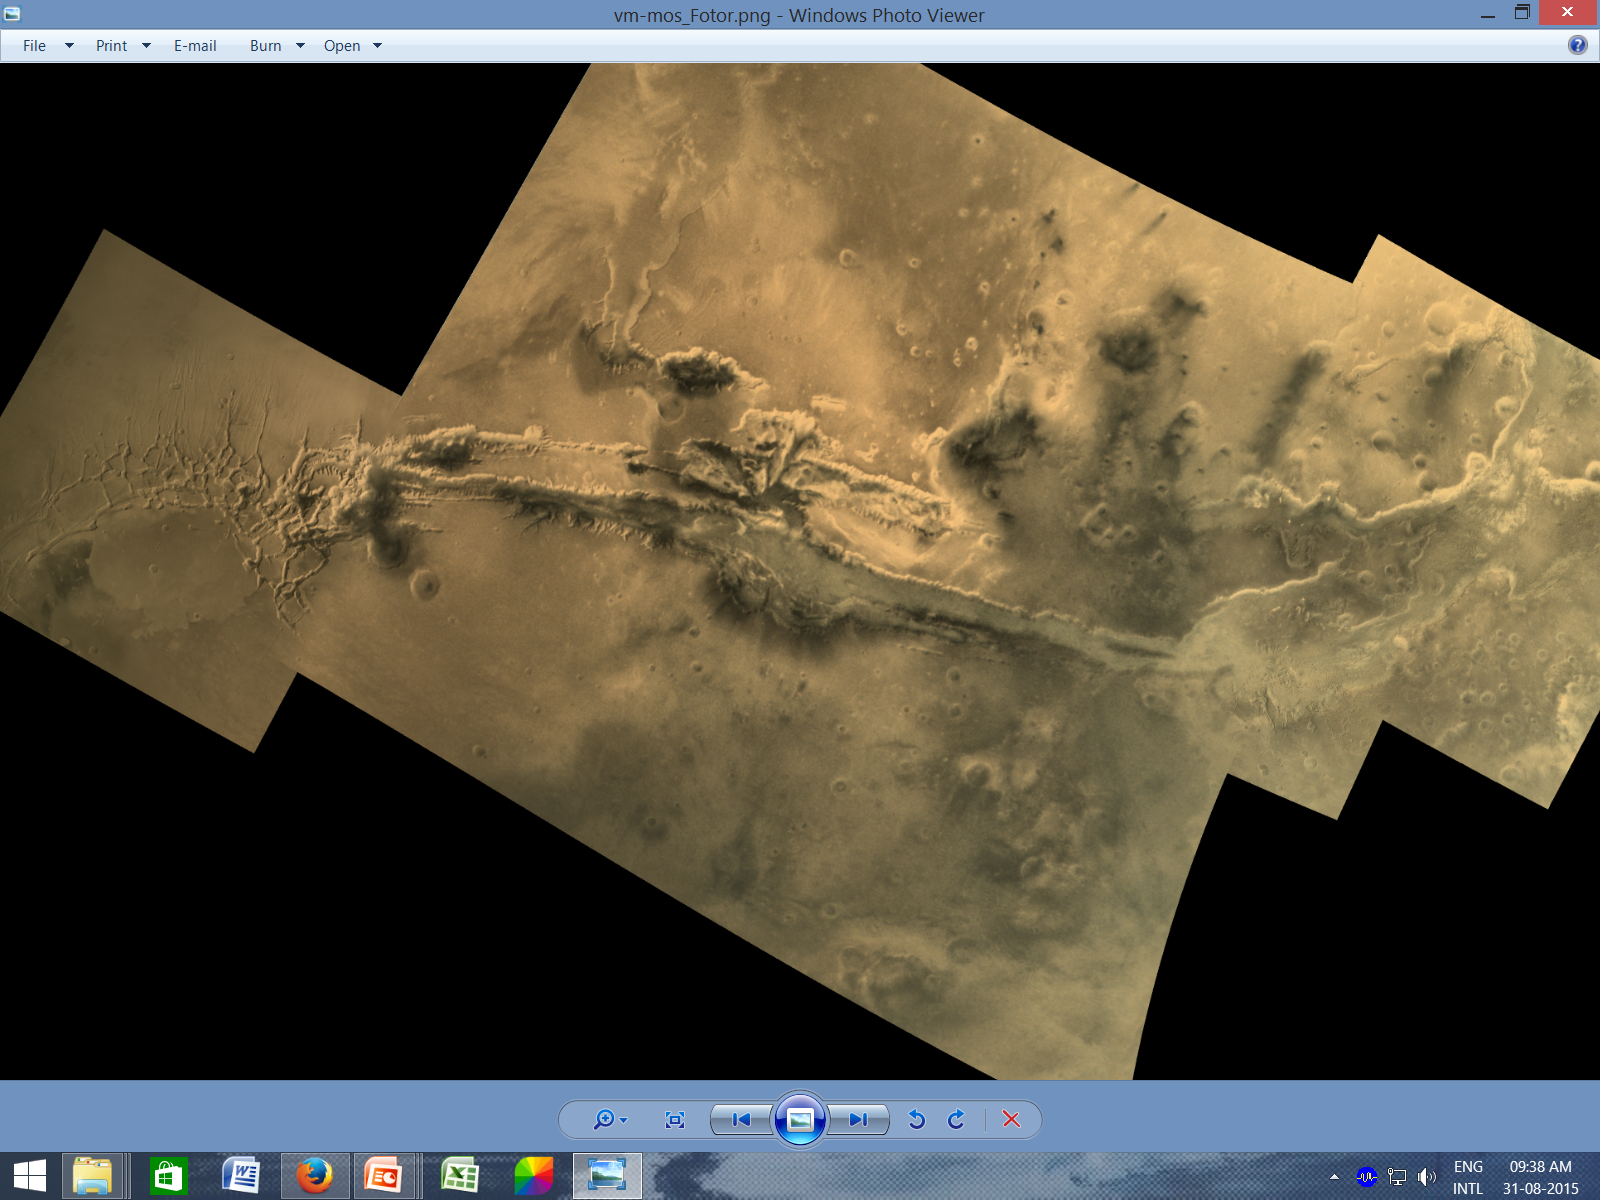 vm-mos_Fotor.png - Windows Photo Viewer
File Print E-mail Burn Open
ENG 09:38 AM
INTL 31-08-2015